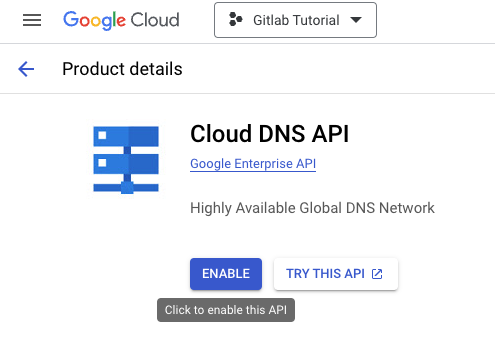 Google Cloud
Gitlab Tutorial
Product details
Cloud DNS API
Google Enterprise API
Highly Available Global DNS Network
ENABLE
TRY THIS API
Click to enable this API